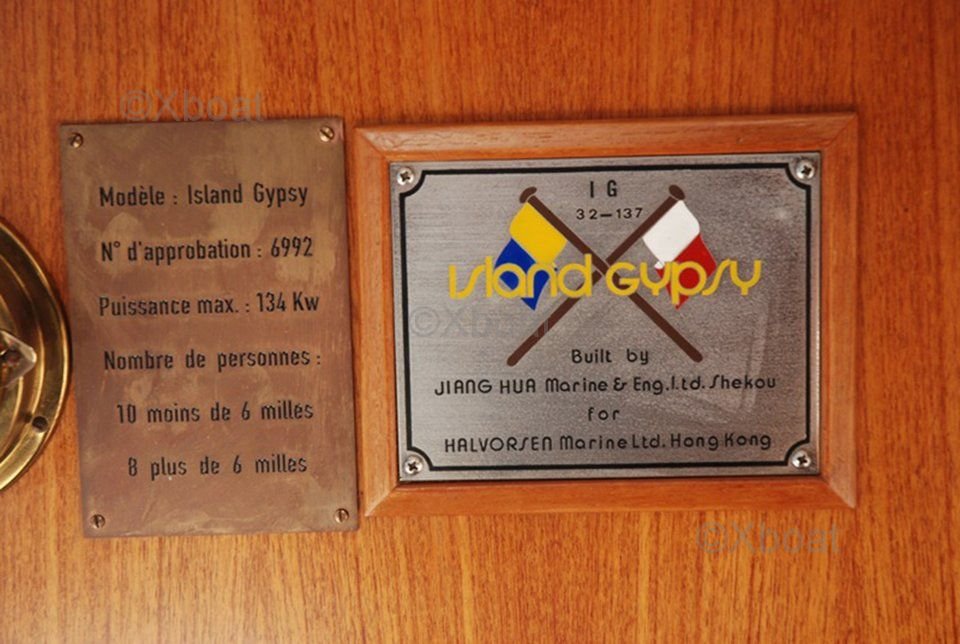 ©Xboat
Modèle : Island Gypsy
N° d'approbation : 6992
Puissance max. : 134 Kw
Nombre de personnes :
10 moins de 6 milles
8 plus de 6 milles
I G
32-137
Island Gypsy
©Xboat
Built by
JIANG HUA Marine & Eng.Ltd. Shekou
for
HALVORSEN Marine Ltd. Hong Kong
©Xboat